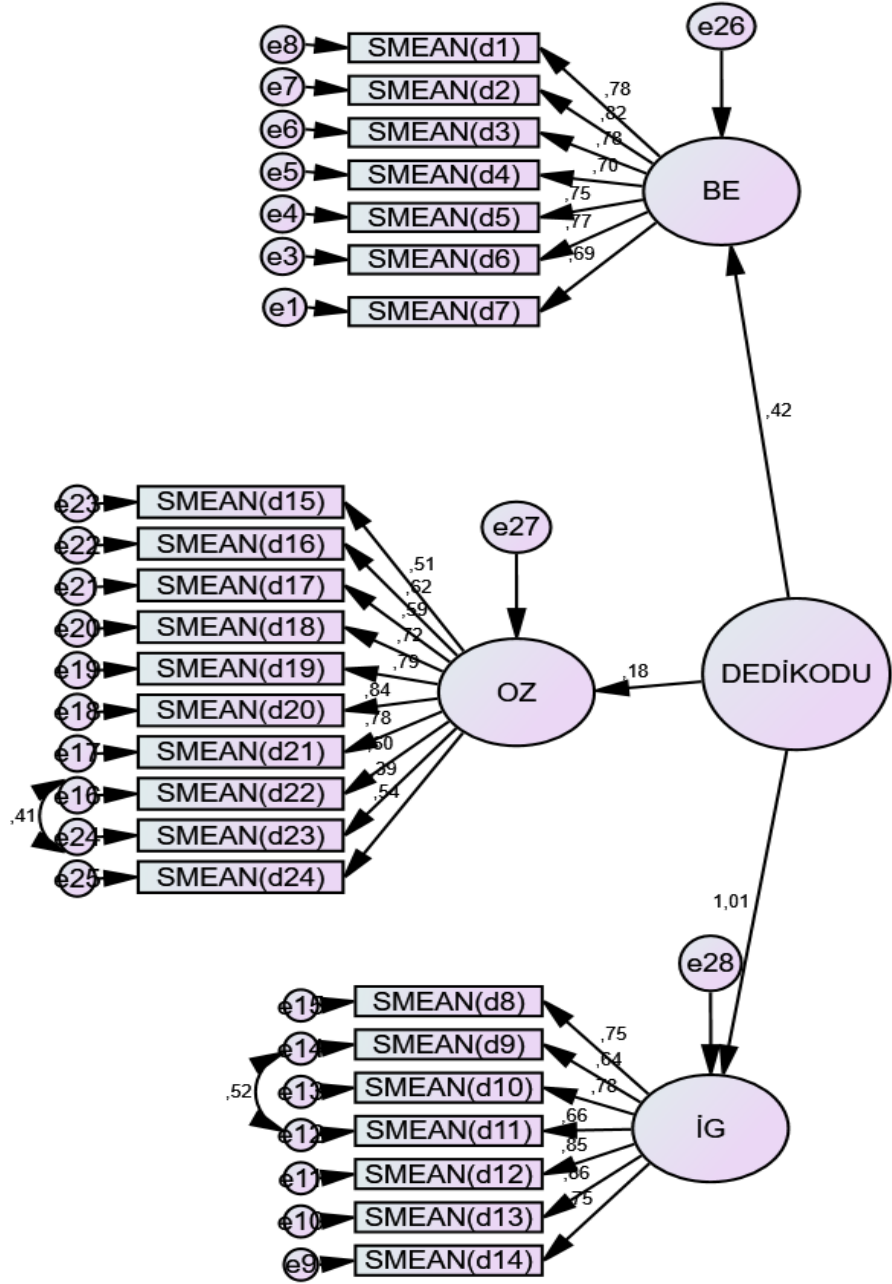 e26
e8 SMEAN(d1)
e7 SMEAN(d2)
e6 SMEAN(d3)
e5 SMEAN(d4)
e4 SMEAN(d5)
e3 SMEAN(d6)
e1 SMEAN(d7)
,78
,82
,78
,70
,75
,77
,69
BE
,42
e23 SMEAN(d15)
e22 SMEAN(d16)
e21 SMEAN(d17)
e20 SMEAN(d18)
e19 SMEAN(d19)
e18 SMEAN(d20)
e17 SMEAN(d21)
e16 SMEAN(d22)
e24 SMEAN(d23)
e25 SMEAN(d24)
,41
e27
,51
,62
,59
,72
,79
,84
,78
,60
,39
,54
OZ
,18
DEDİKODU
1,01
e28
e15 SMEAN(d8)
e14 SMEAN(d9)
e13 SMEAN(d10)
e12 SMEAN(d11)
e11 SMEAN(d12)
e10 SMEAN(d13)
e9 SMEAN(d14)
,52
,75
,64
,78
,66
,85
,75
İG